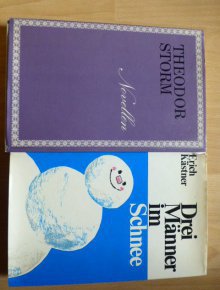 THEODOR
STORM
Novellen
Erich
Kästner
Drei
Männer
im
Schnee